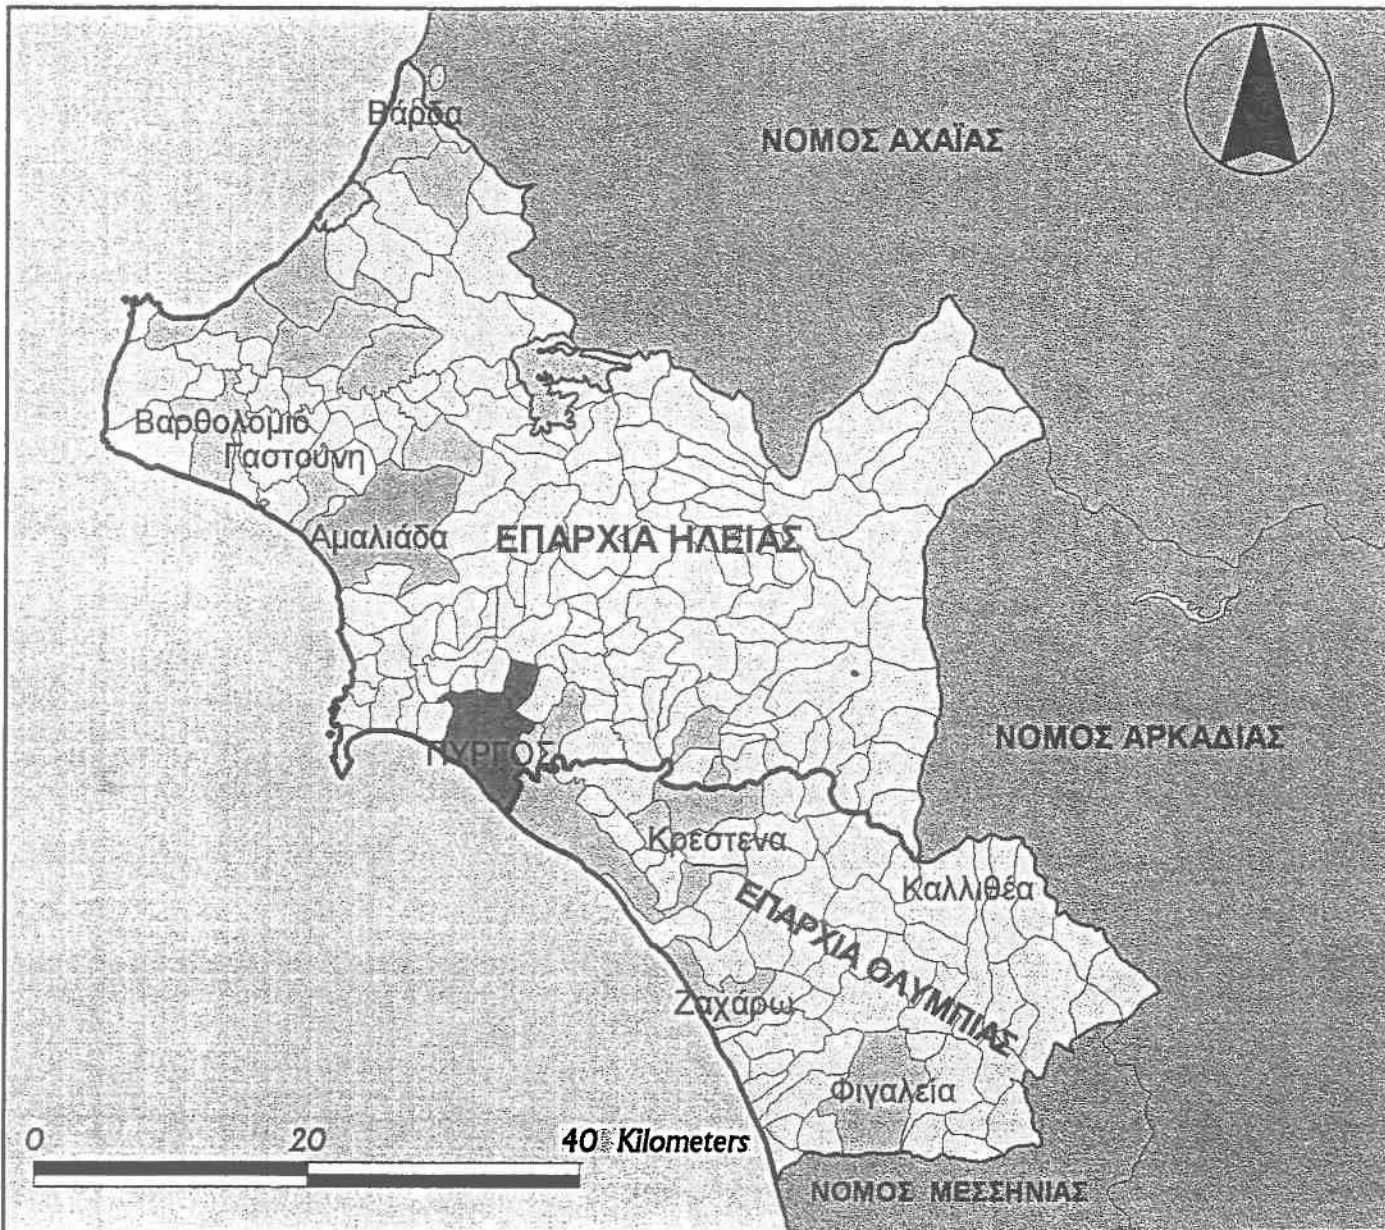 Βάρδα
ΝΟΜΟΣ ΑΧΑΪΑΣ
Βαρθολομιό
Γαστούνη
Αμαλιάδα
ΕΠΑΡΧΙΑ ΗΛΕΙΑΣ
ΝΟΜΟΣ ΑΡΚΑΔΙΑΣ
ΠΥΡΓΟΣ
Κρεστενα
Καλλιθέα
ΕΠΑΡΧΙΑ ΟΛΥΜΠΙΑΣ
Ζαχάρω
Φιγαλεία
0 20 40 Kilometers
ΝΟΜΟΣ ΜΕΣΣΗΝΙΑΣ